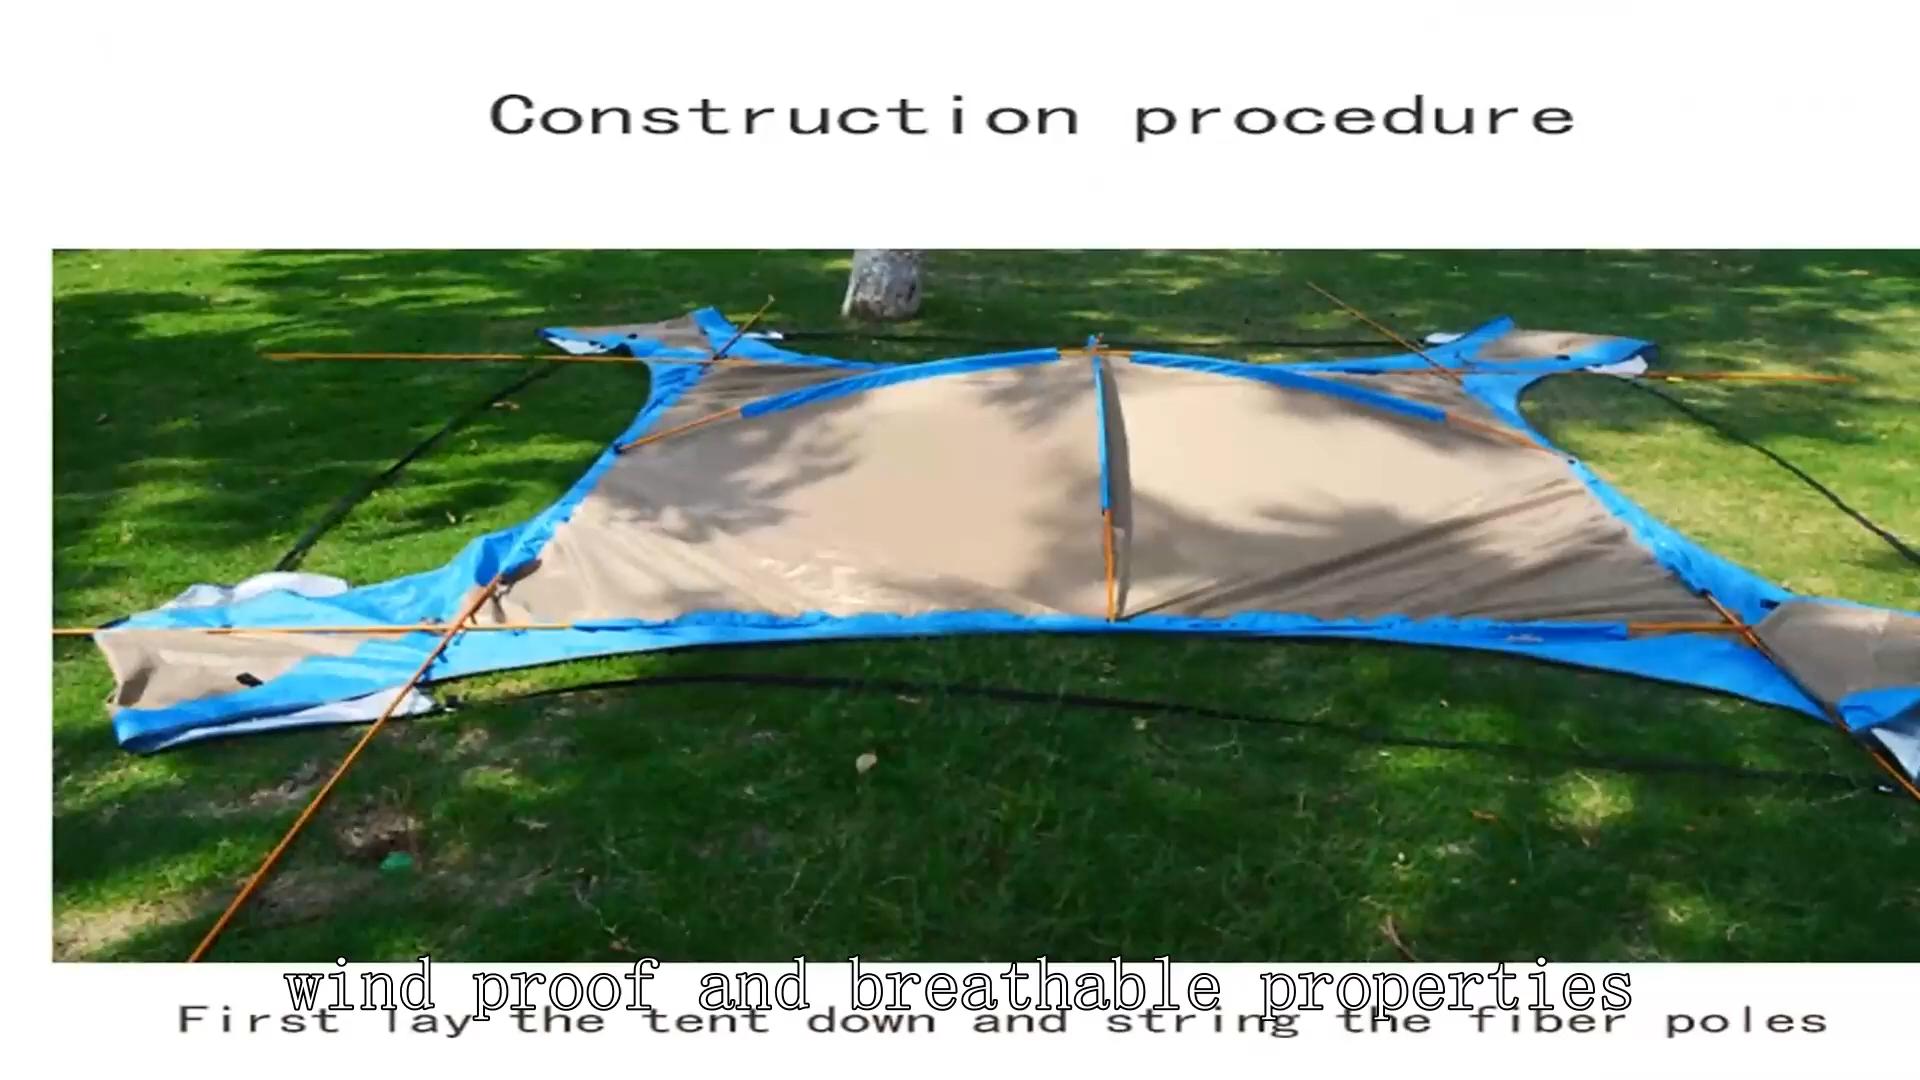 Construction procedure
wind proof and breathable properties
First lay the tent down and string the fiber poles